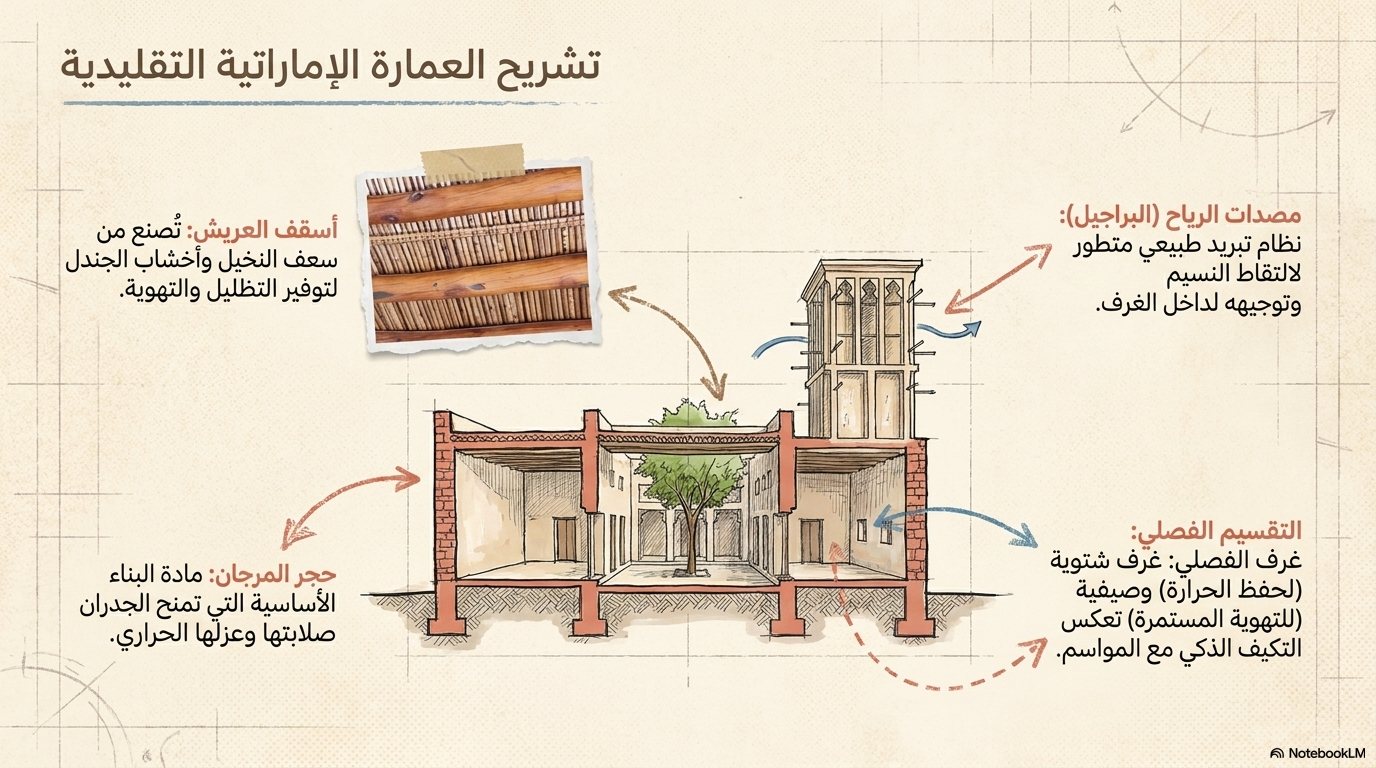 تشريح العمارة الإماراتية التقليدية
مصدات الرياح (البراجيل):
نظام تبريد طبيعي متطور
لالتقاط النسيم
وتوجيهه لداخل الغرف.
أسقف العريش: تُصنع من
سعف النخيل وأخشاب الجندل
لتوفير التظليل والتهوية.
التقسيم الفصلي:
غرف الفصلي: غرف شتوية
(لحفظ الحرارة) وصيفية
(للتهوية المستمرة) تعكس
التكيف الذكي مع المواسم.
حجر المرجان: مادة البناء
الأساسية التي تمنح الجدران
صلابتها وعزلها الحراري.
NotebookLM